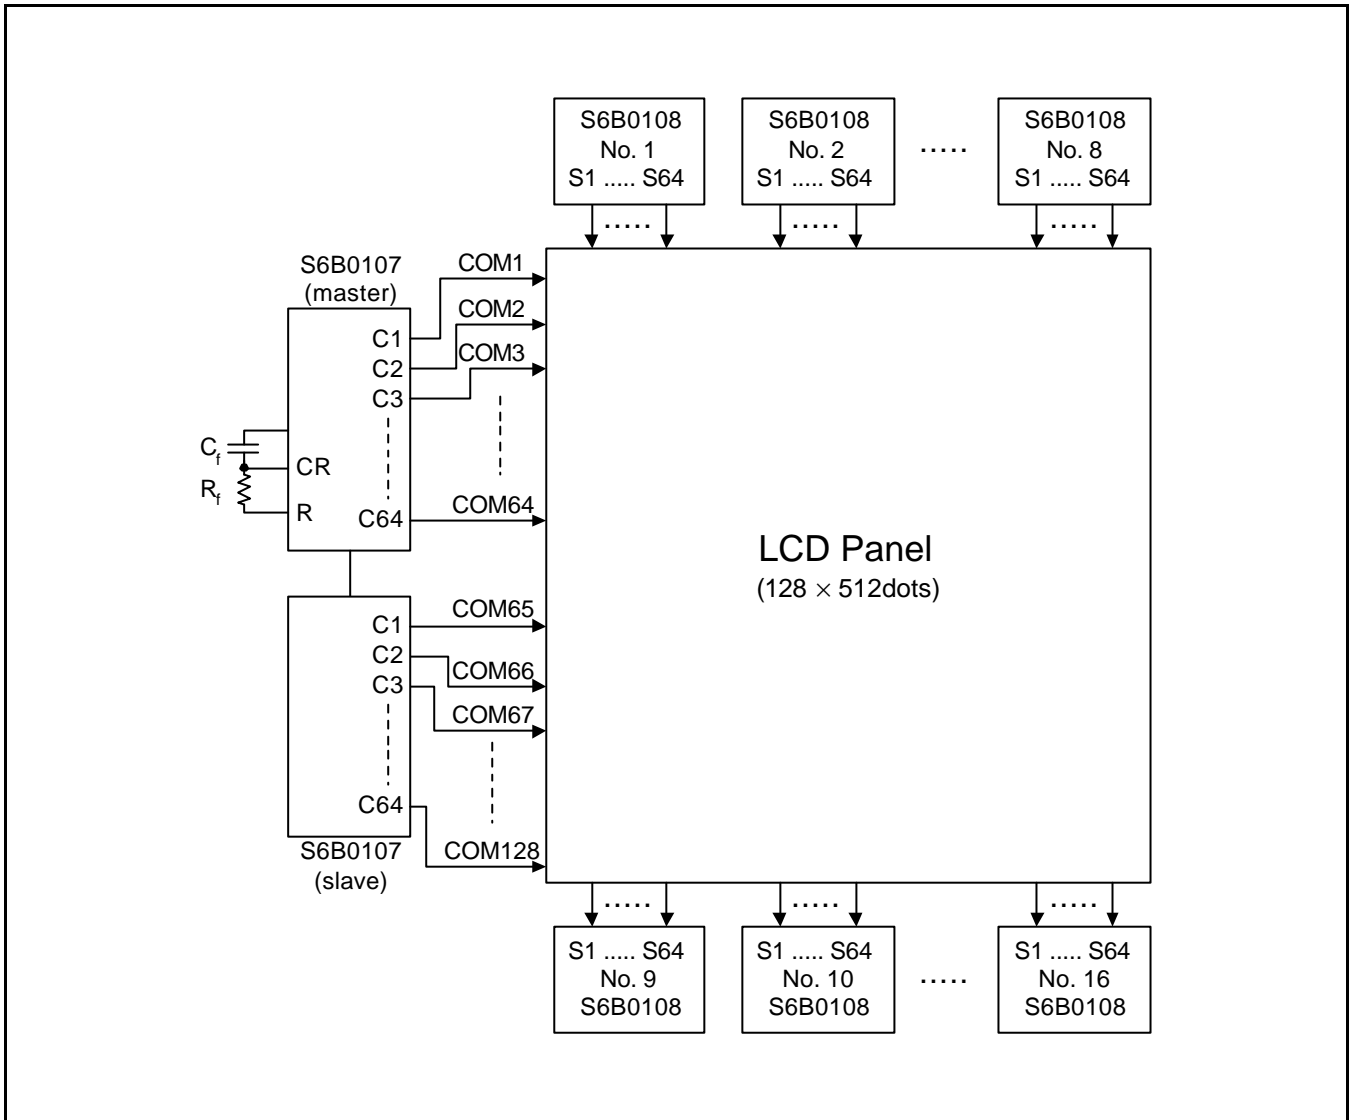 S6B0108
No. 1
S1 ..... S64
S6B0108
No. 2
S1 ..... S64
.....
S6B0108
No. 8
S1 ..... S64
.....
.....
.....
S6B0107
(master)
C1
C2
C3
C64
Cf
CR
Rf
R
COM1
COM2
COM3
COM64
LCD Panel
(128 × 512dots)
C1
C2
C3
C64
S6B0107
(slave)
COM65
COM66
COM67
COM128
.....
.....
.....
S1 ..... S64
No. 9
S6B0108
S1 ..... S64
No. 10
S6B0108
.....
S1 ..... S64
No. 16
S6B0108